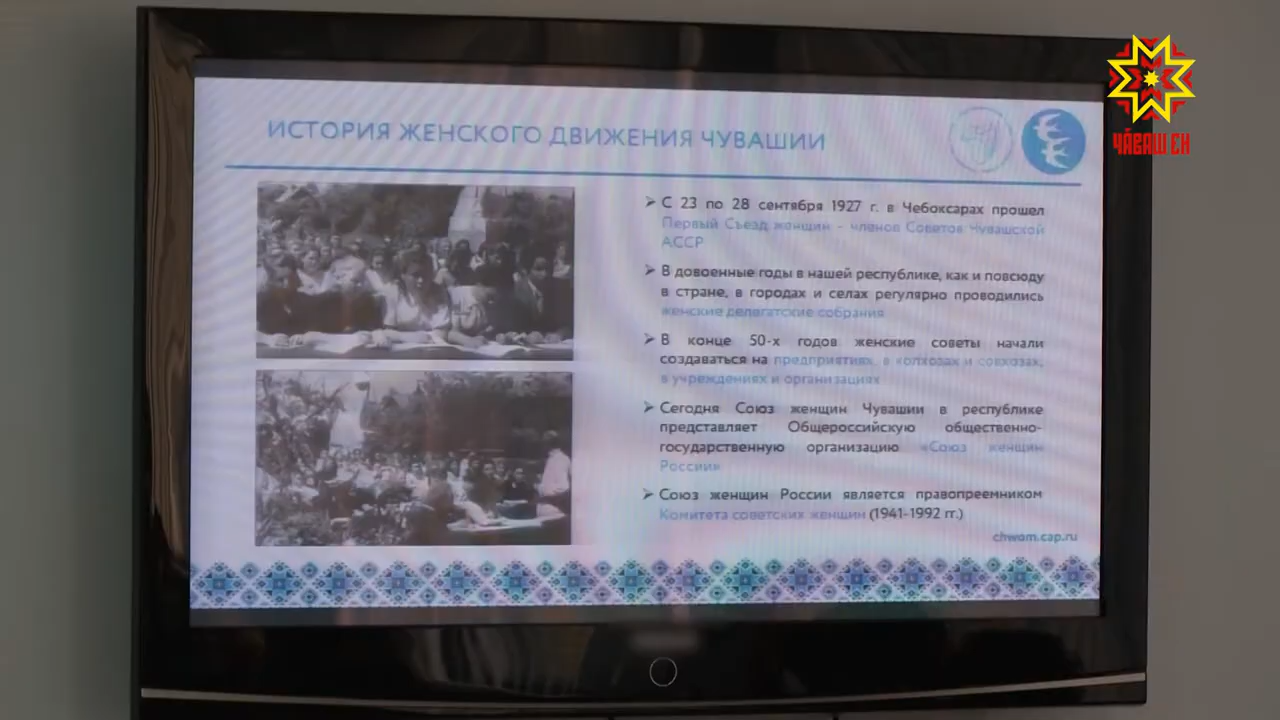 ИСТОРИЯ ЖЕНСКОГО ДВИЖЕНИЯ ЧУВАШИИ
ЧӐВАШ ЕН
С 23 по 28 сентября 1927 г. в Чебоксарах прошел
Первый Съезд женщин - членов Советов Чувашской
АССР
В довоенные годы в нашей республике, как и повсюду
в стране, в городах и селах регулярно проводились
женские делегатские собрания
В конце 50-х годов женские советы начали
создаваться на предприятиях, в колхозах и совхозах,
в учреждениях и организациях
Сегодня Союз женщин Чувашии в республике
представляет Общероссийскую общественно-
государственную организацию «Союз женщин
России»
Союз женщин России является правопреемником
Комитета советских женщин (1941-1992 гг.)
chwom.cap.ru